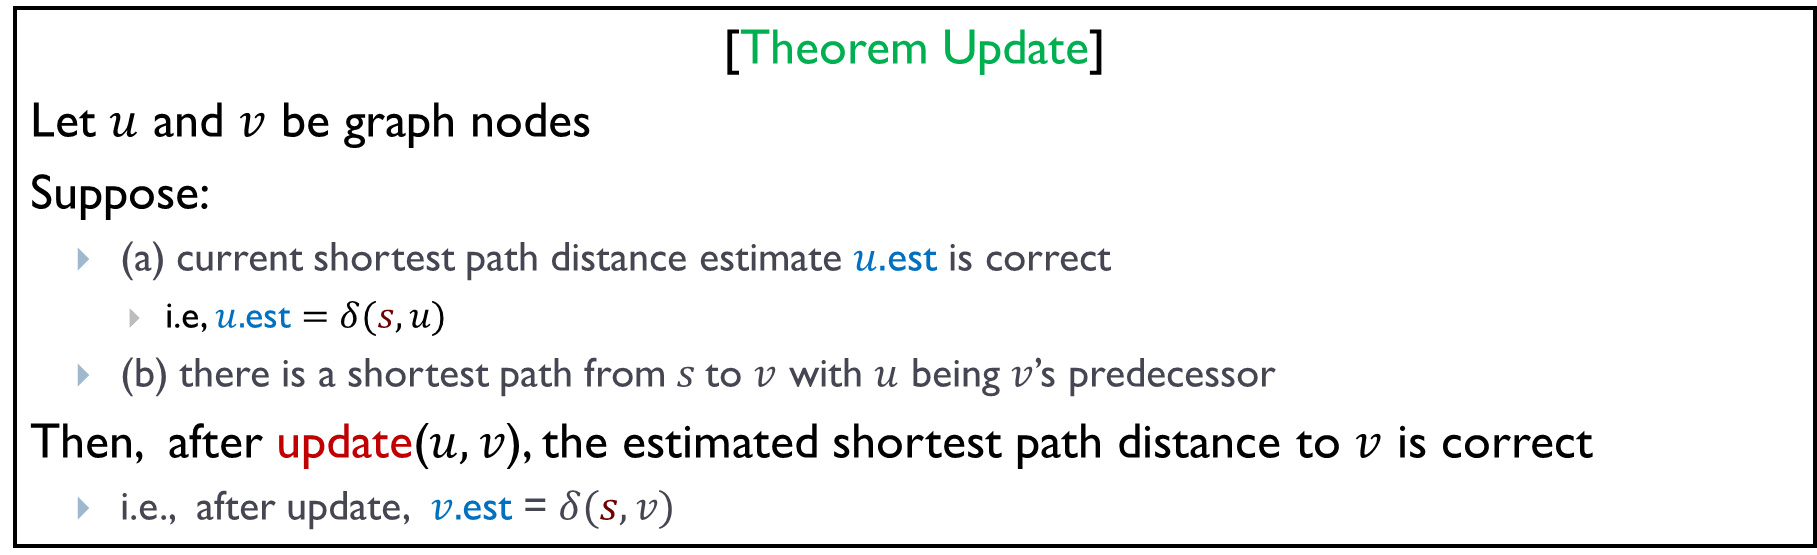 [Theorem Update]
Let 𝑢 and 𝑣 be graph nodes
Suppose:
(a) current shortest path distance estimate 𝑢.est is correct
i.e, 𝑢.est = 𝛿(𝑠, 𝑢)
(b) there is a shortest path from 𝑠 to 𝑣 with 𝑢 being 𝑣’s predecessor
Then, after update(𝑢, 𝑣), the estimated shortest path distance to 𝑣 is correct
i.e., after update, 𝑣.est = 𝛿(𝑠, 𝑣)